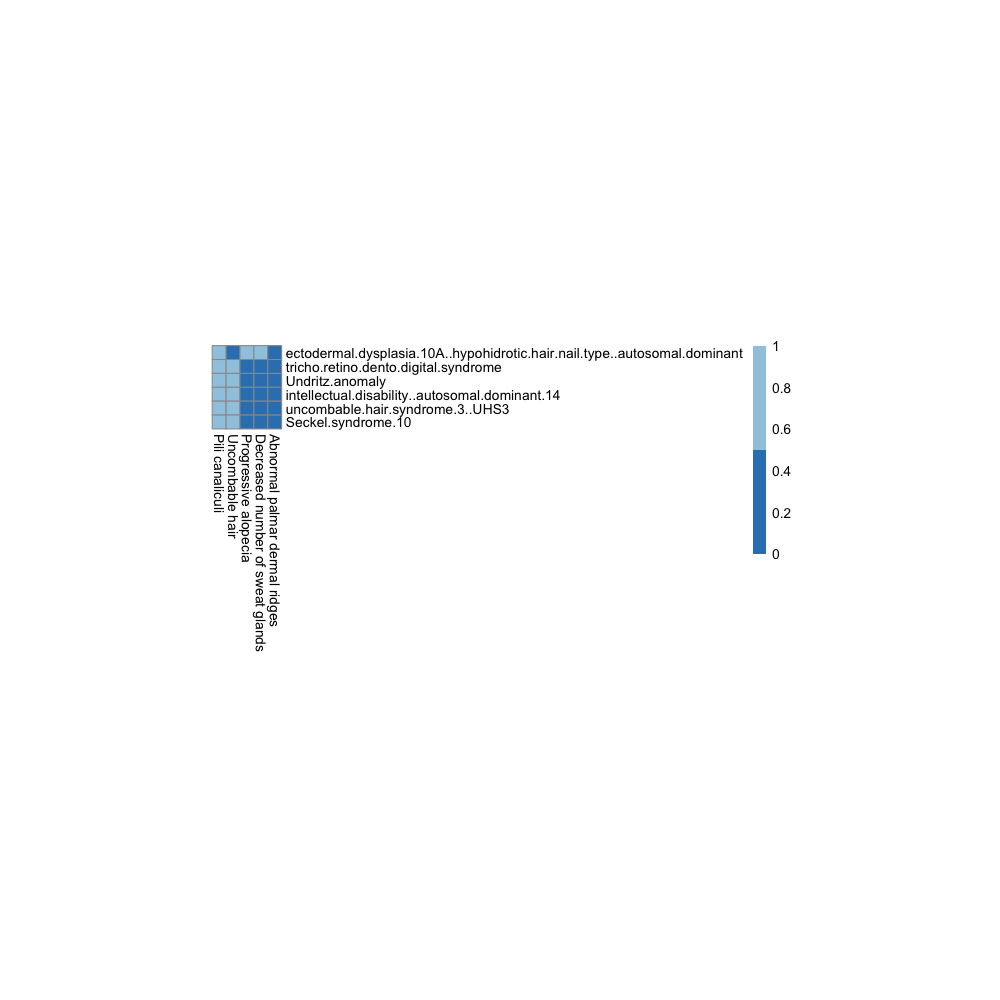 ectodermal.dysplasia.10A..hypohidrotic.hair.nail.type..autosomal.dominant
tricho.retino.dento.digital.syndrome
Undritz.anomaly
intellectual.disability..autosomal.dominant.14
uncombable.hair.syndrome.3..UHS3
Seckel.syndrome.10
Pili canaliculi
Uncombable hair
Progressive alopecia
Decreased number of sweat glands
Abnormal palmar dermal ridges
1
0.8
0.6
0.4
0.2
0